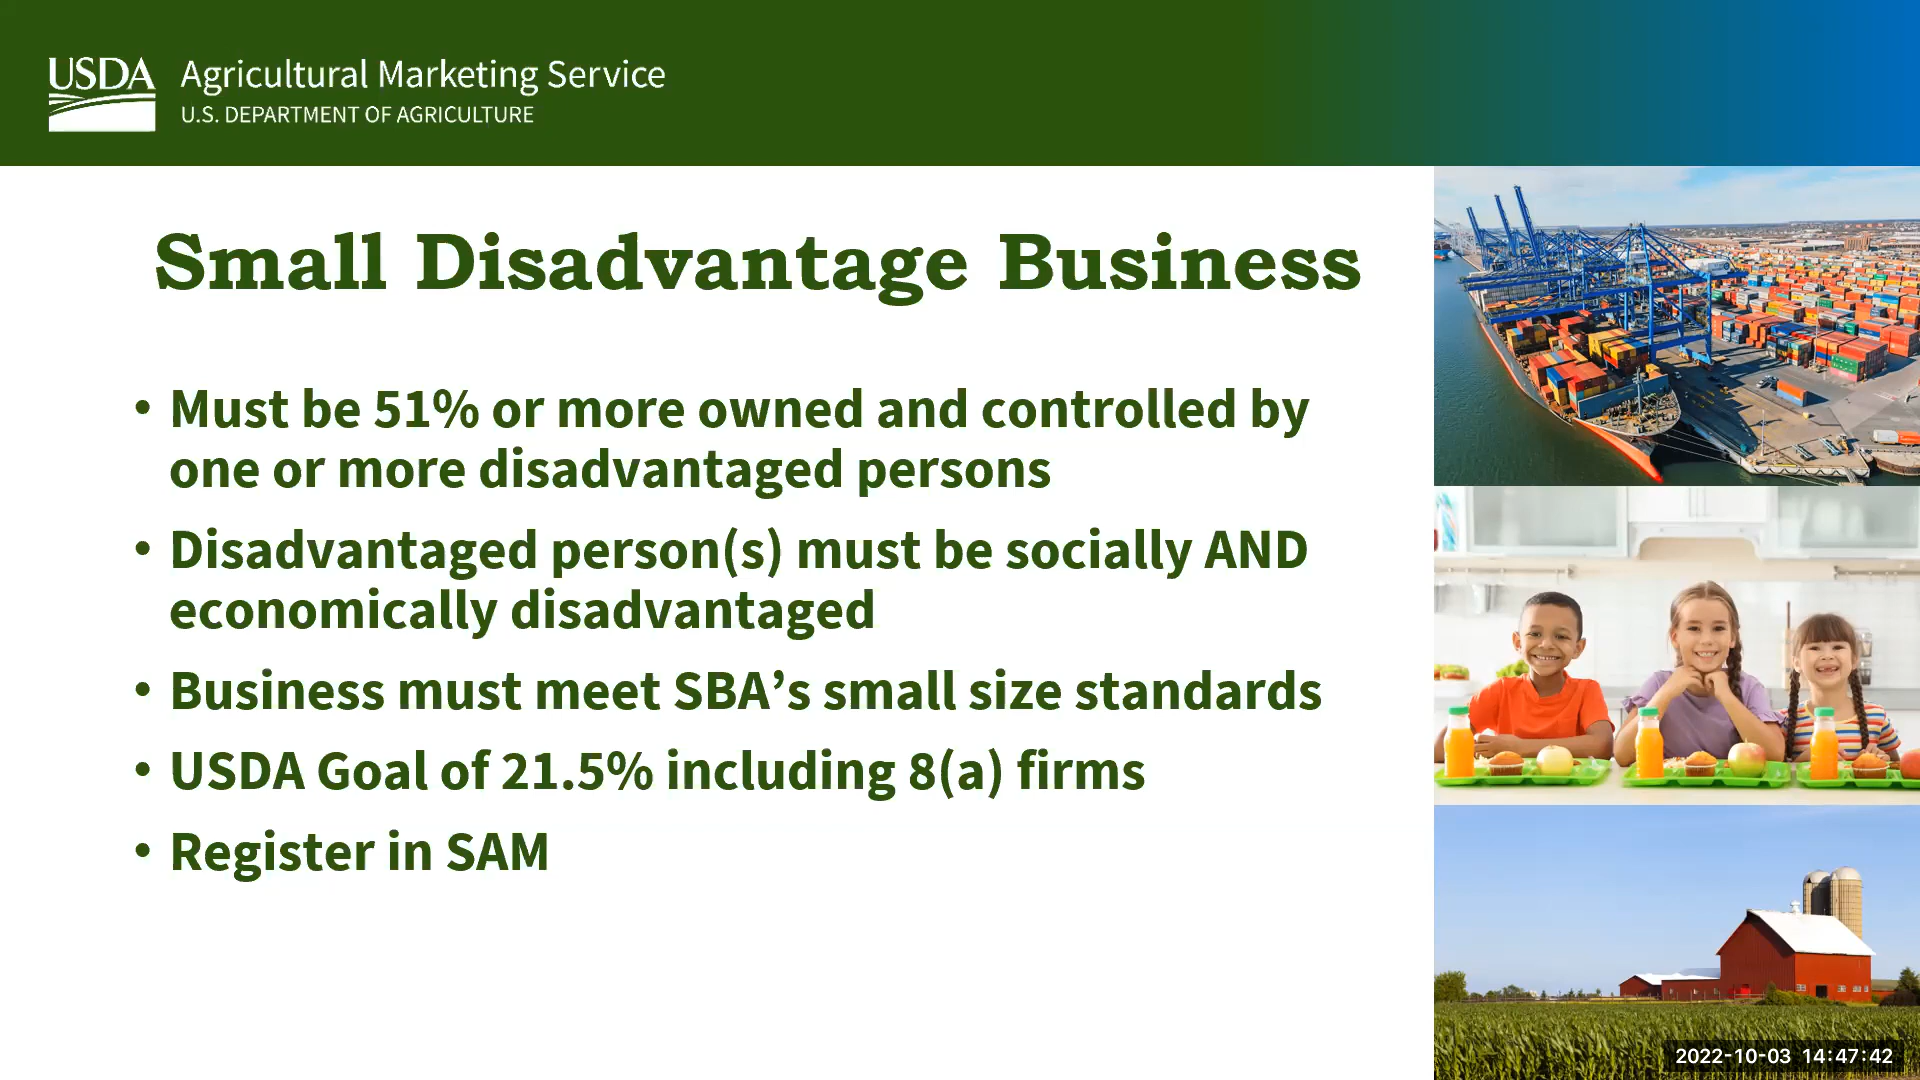 USDA
Agricultural Marketing Service
U.S. DEPARTMENT OF AGRICULTURE
Small Disadvantage Business
• Must be 51% or more owned and controlled by
one or more disadvantaged persons
• Disadvantaged person(s) must be socially AND
economically disadvantaged
• Business must meet SBA’s small size standards
• USDA Goal of 21.5% including 8(a) firms
• Register in SAM
2022-10-03 14:47:42